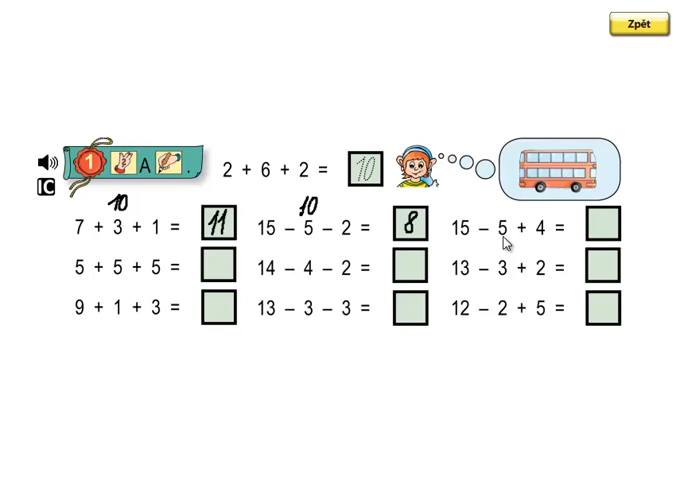 Zpět
1 A .
2 + 6 + 2 = 10
10 10
7 + 3 + 1 = 11 15 – 5 – 2 = 8 15 – 5 + 4 =
5 + 5 + 5 = 14 – 4 – 2 = 13 – 3 + 2 =
9 + 1 + 3 = 13 – 3 – 3 = 12 – 2 + 5 =